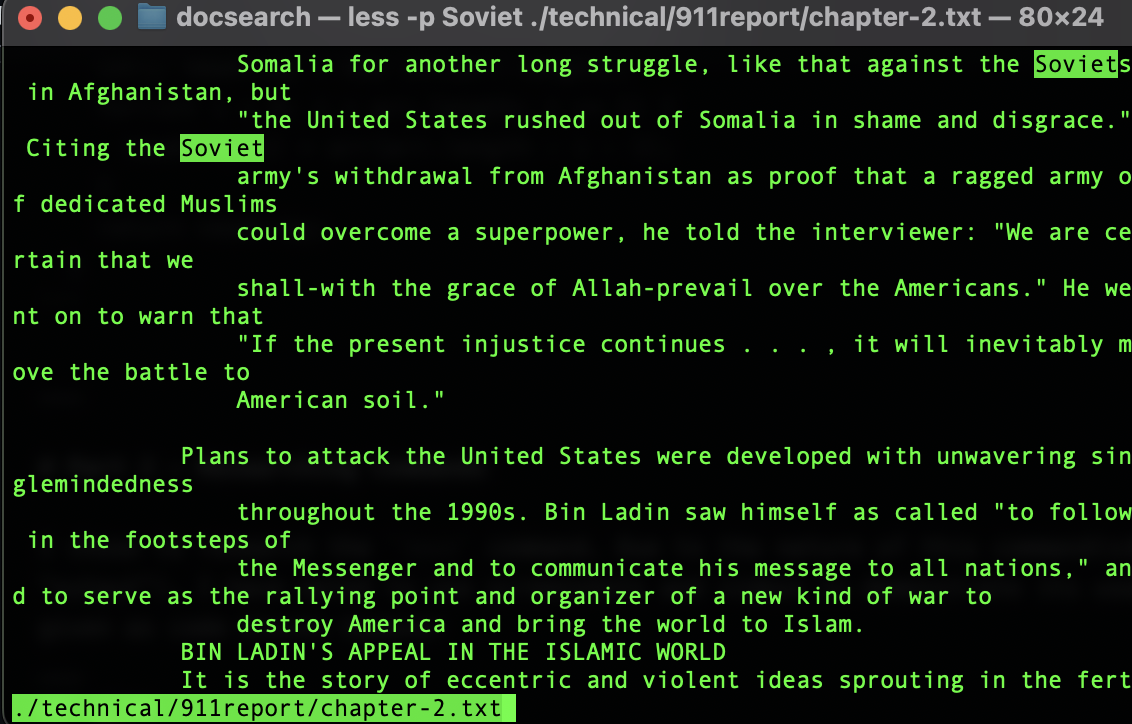 docsearch — less -p Soviet ./technical/911report/chapter-2.txt — 80×24
Somalia for another long struggle, like that against the Soviets
in Afghanistan, but
"the United States rushed out of Somalia in shame and disgrace."
Citing the Soviet
army's withdrawal from Afghanistan as proof that a ragged army o
f dedicated Muslims
could overcome a superpower, he told the interviewer: "We are ce
rtain that we
shall-with the grace of Allah-prevail over the Americans." He we
nt on to warn that
"If the present injustice continues . . . , it will inevitably m
ove the battle to
American soil."
Plans to attack the United States were developed with unwavering sin
glemindedness
throughout the 1990s. Bin Ladin saw himself as called "to follow
in the footsteps of
the Messenger and to communicate his message to all nations," an
d to serve as the rallying point and organizer of a new kind of war to
destroy America and bring the world to Islam.
BIN LADIN'S APPEAL IN THE ISLAMIC WORLD
It is the story of eccentric and violent ideas sprouting in the fert
./technical/911report/chapter-2.txt